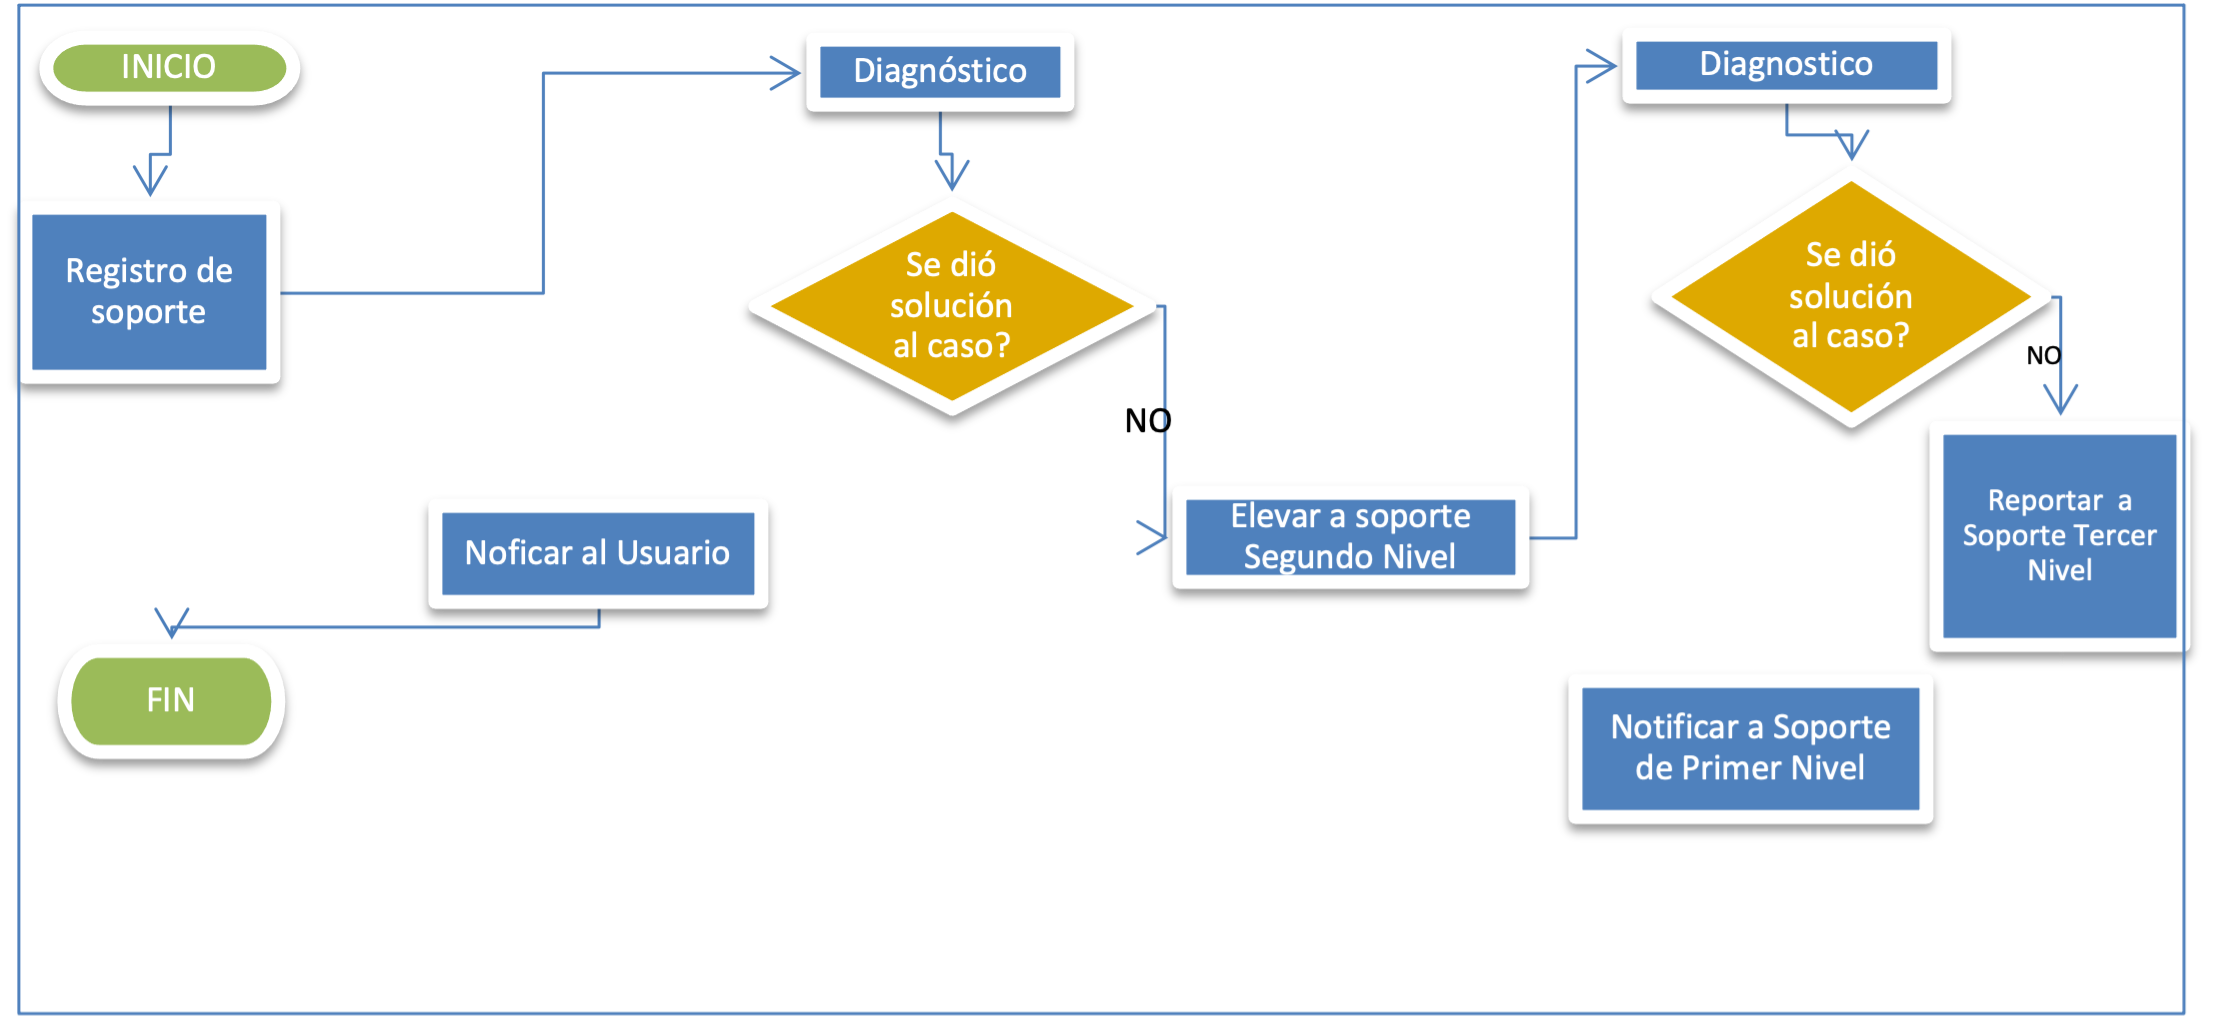 INICIO
Registro de
soporte
Diagnóstico
Se dió
solución
al caso?
NO
Elevar a soporte
Segundo Nivel
Diagnostico
Se dió
solución
al caso?
NO
Reportar a
Soporte Tercer
Nivel
Notificar a Soporte
de Primer Nivel
Noficar al Usuario
FIN